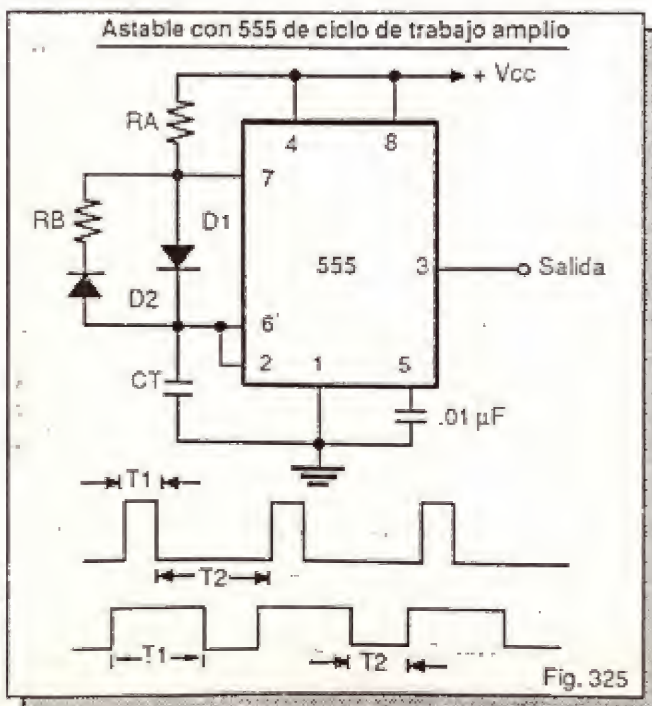 Astable con 555 de ciclo de trabajo amplio
+ Vcc
RA
4 8
7
RB
D1
555
3
Salida
D2
6
2
1
5
CT
.01 µF
T1
T2
T1
T2
Fig. 325